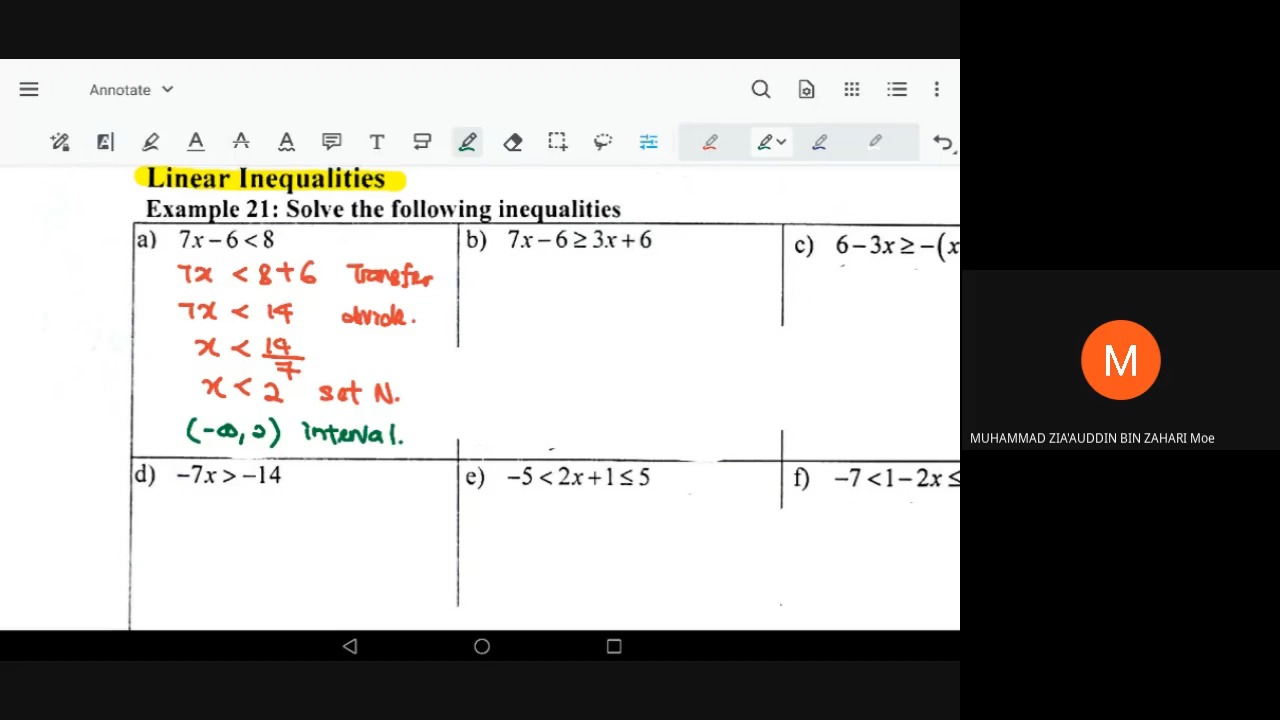 Annotate
Linear Inequalities
Example 21: Solve the following inequalities
a) 7x – 6 < 8
7x < 8+6 Transfer
7x < 14 divide.
x < 14/7
x < 2 set N.
(-∞, 2) interval.
b) 7x – 6 ≥ 3x + 6
c) 6 – 3x ≥ –(x
d) –7x > –14
e) –5 < 2x + 1 ≤ 5
f) –7 < 1 – 2x ≤
M
MUHAMMAD ZIA'AUDDIN BIN ZAHARI Moe